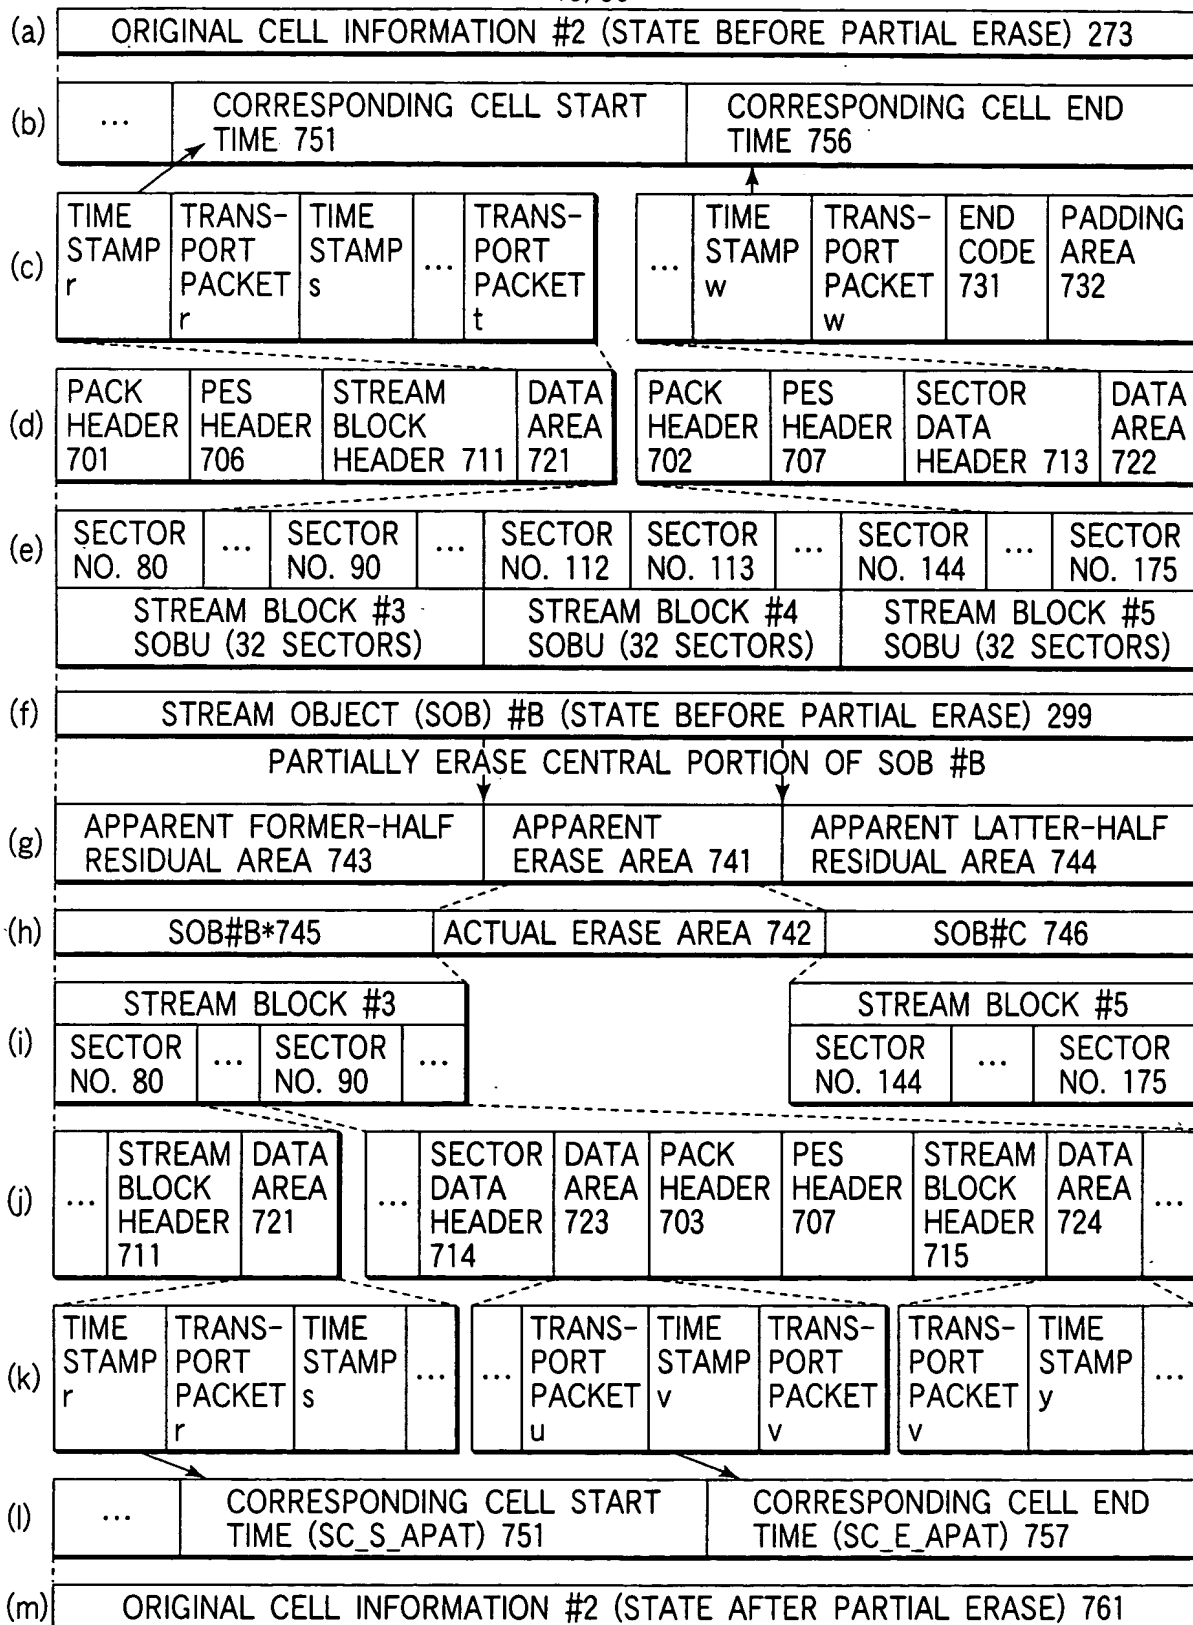 (a) ORIGINAL CELL INFORMATION #2 (STATE BEFORE PARTIAL ERASE) 273
(b) ... CORRESPONDING CELL START TIME 751 CORRESPONDING CELL END TIME 756
(c) TIME STAMP r TRANS-PORT PACKET r TIME STAMP s ... TRANS-PORT PACKET t ... TIME STAMP w TRANS-PORT PACKET w END CODE 731 PADDING AREA 732
(d) PACK HEADER 701 PES HEADER 706 STREAM BLOCK HEADER 711 DATA AREA 721 PACK HEADER 702 PES HEADER 707 SECTOR DATA HEADER 713 DATA AREA 722
(e) SECTOR NO. 80 ... SECTOR NO. 90 ... SECTOR NO. 112 SECTOR NO. 113 ... SECTOR NO. 144 ... SECTOR NO. 175
STREAM BLOCK #3 SOBU (32 SECTORS) STREAM BLOCK #4 SOBU (32 SECTORS) STREAM BLOCK #5 SOBU (32 SECTORS)
(f) STREAM OBJECT (SOB) #B (STATE BEFORE PARTIAL ERASE) 299
PARTIALLY ERASE CENTRAL PORTION OF SOB #B
(g) APPARENT FORMER-HALF RESIDUAL AREA 743 APPARENT ERASE AREA 741 APPARENT LATTER-HALF RESIDUAL AREA 744
(h) SOB#B*745 ACTUAL ERASE AREA 742 SOB#C 746
(i) STREAM BLOCK #3 STREAM BLOCK #5
SECTOR NO. 80 ... SECTOR NO. 90 ... SECTOR NO. 144 ... SECTOR NO. 175
(j) ... STREAM BLOCK HEADER 711 DATA AREA 721 ... SECTOR DATA HEADER 714 DATA AREA 723 PACK HEADER 703 PES HEADER 707 STREAM BLOCK HEADER 715 DATA AREA 724 ...
(k) TIME STAMP r TRANS-PORT PACKET r TIME STAMP s ... ... TRANS-PORT PACKET u TIME STAMP v TRANS-PORT PACKET v TRANS-PORT PACKET v TIME STAMP y ...
(l) ... CORRESPONDING CELL START TIME (SC_S_APAT) 751 CORRESPONDING CELL END TIME (SC_E_APAT) 757
(m) ORIGINAL CELL INFORMATION #2 (STATE AFTER PARTIAL ERASE) 761